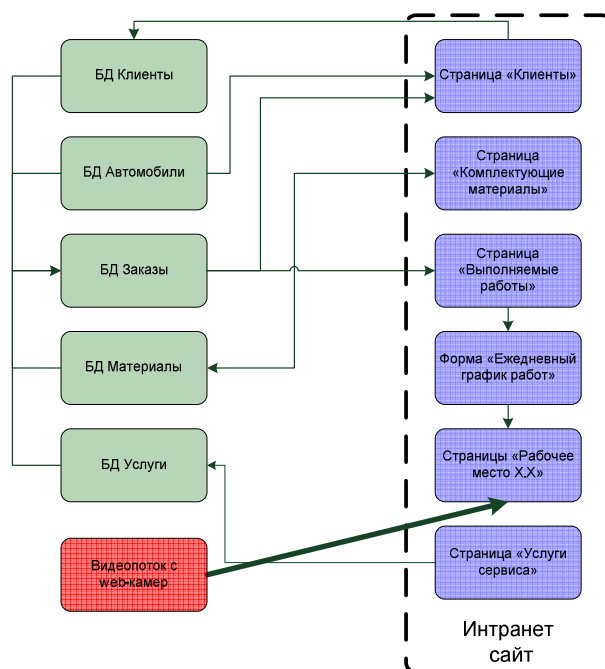 БД Клиенты
БД Автомобили
БД Заказы
БД Материалы
БД Услуги
Видеопоток с
web-камер
Страница «Клиенты»
Страница
«Комплектующие
материалы»
Страница
«Выполняемые
работы»
Форма «Ежедневный
график работ»
Страницы «Рабочее
место X,X»
Страница «Услуги
сервиса»
Интранет
сайт